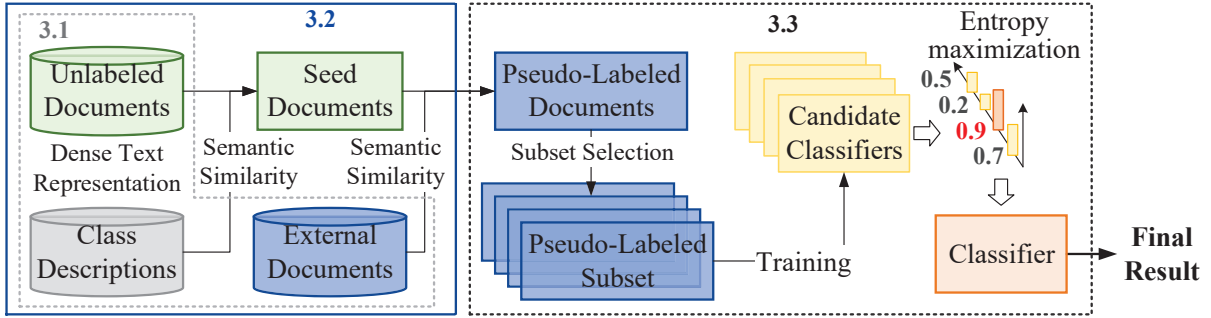 3.1
3.2
Unlabeled
Documents
Seed
Documents
Dense Text
Representation
Semantic
Similarity
Semantic
Similarity
Class
Descriptions
External
Documents
3.3
Pseudo-Labeled
Documents
Subset Selection
Pseudo-Labeled
Subset
Training
Candidate
Classifiers
Entropy
maximization
0.5
0.2
0.9
0.7
Classifier
Final
Result